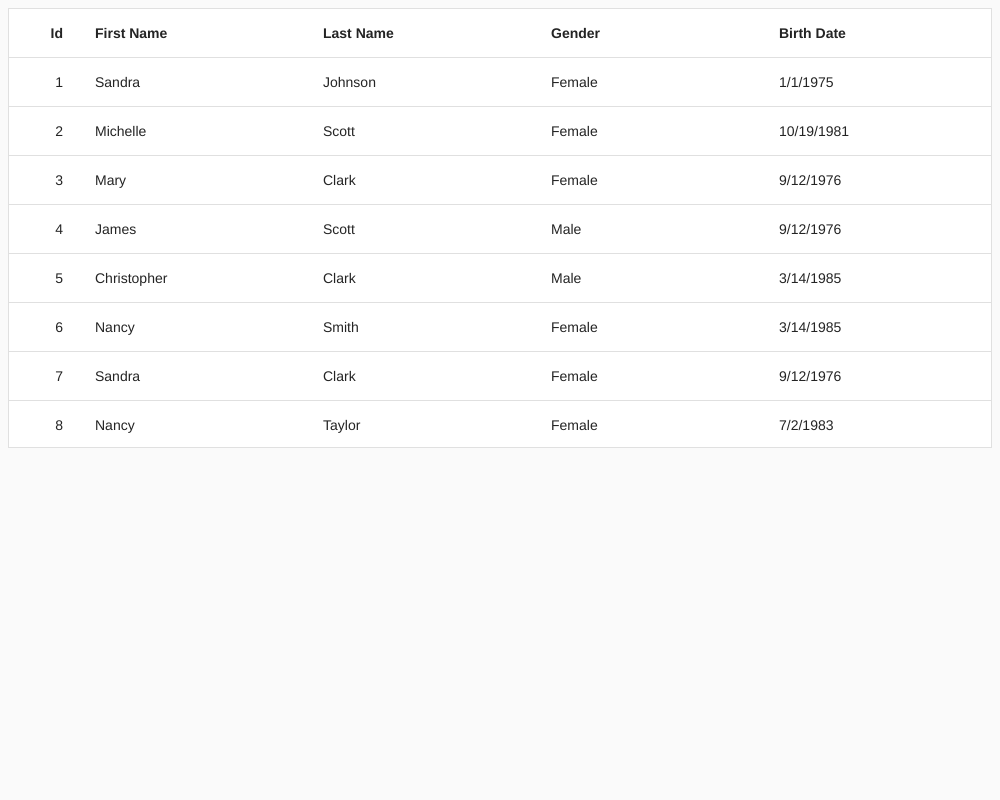 Id First Name Last Name Gender Birth Date
1 Sandra Johnson Female 1/1/1975
2 Michelle Scott Female 10/19/1981
3 Mary Clark Female 9/12/1976
4 James Scott Male 9/12/1976
5 Christopher Clark Male 3/14/1985
6 Nancy Smith Female 3/14/1985
7 Sandra Clark Female 9/12/1976
8 Nancy Taylor Female 7/2/1983